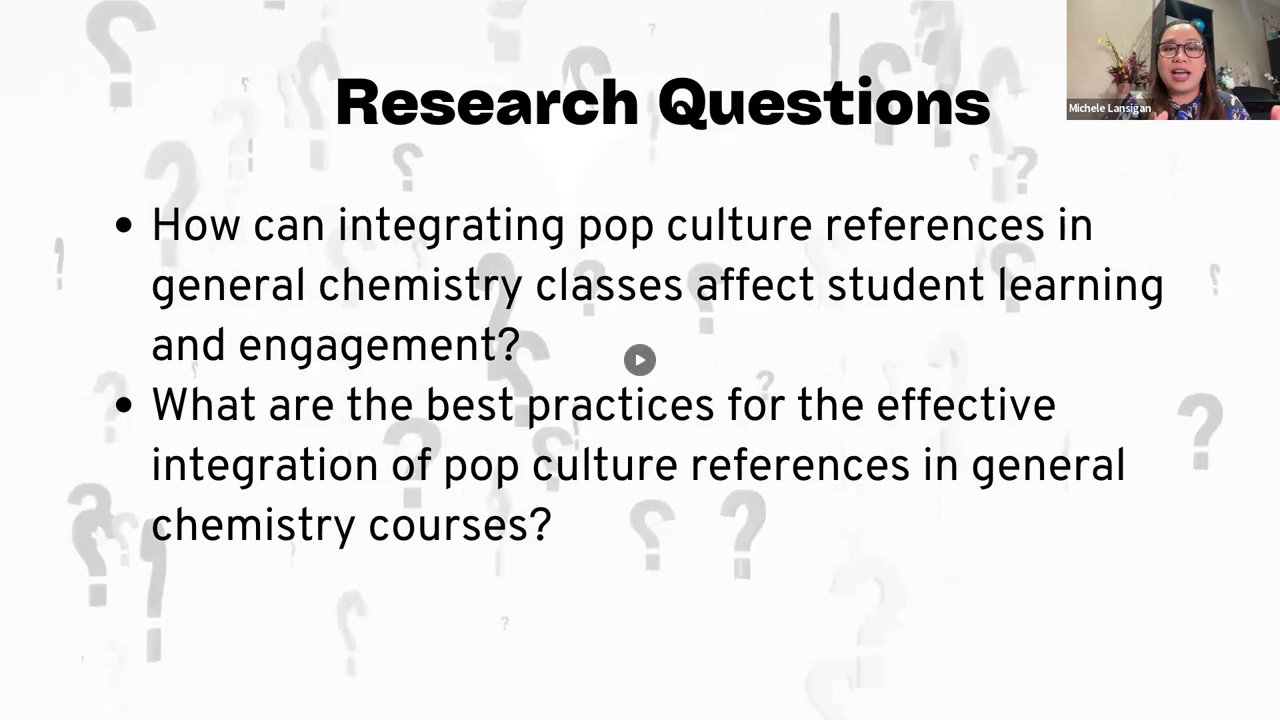 Research Questions
Michele Lansigan
• How can integrating pop culture references in
general chemistry classes affect student learning
and engagement?
• What are the best practices for the effective
integration of pop culture references in general
chemistry courses?